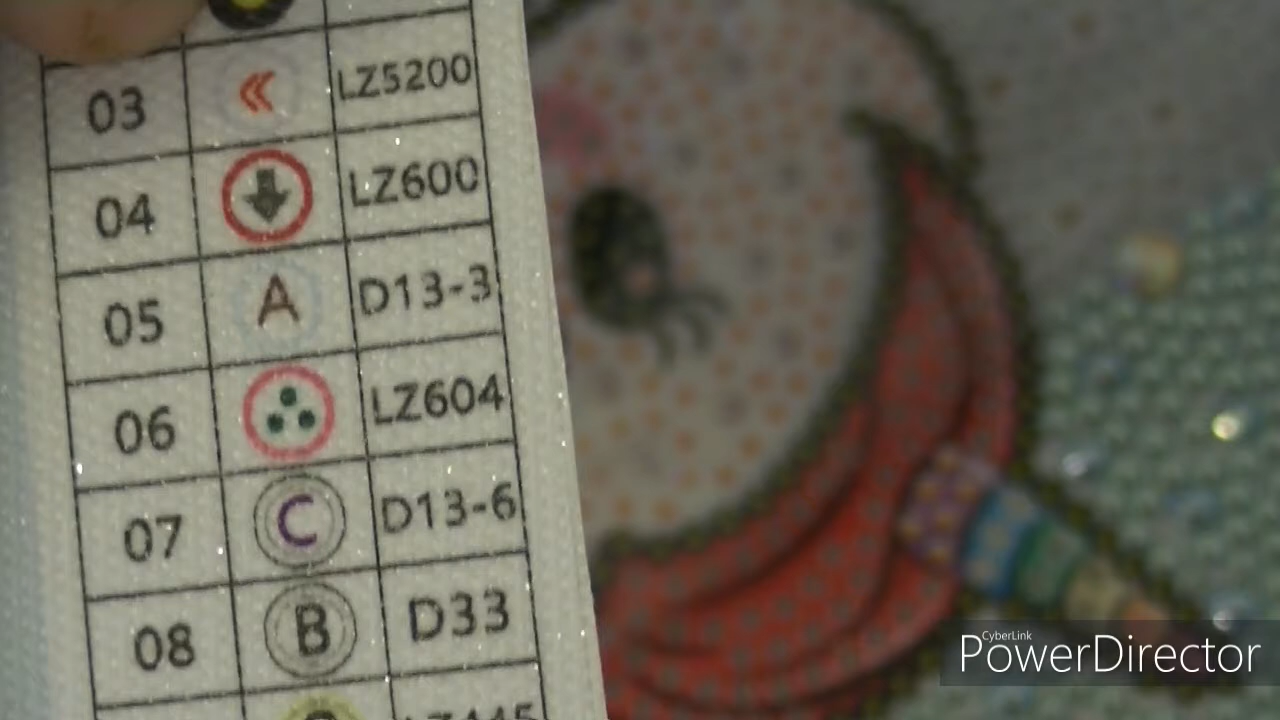 03 « LZ5200
04 LZ600
05 A D13-3
06 LZ604
07 C D13-6
08 B D33
CyberLink
PowerDirector